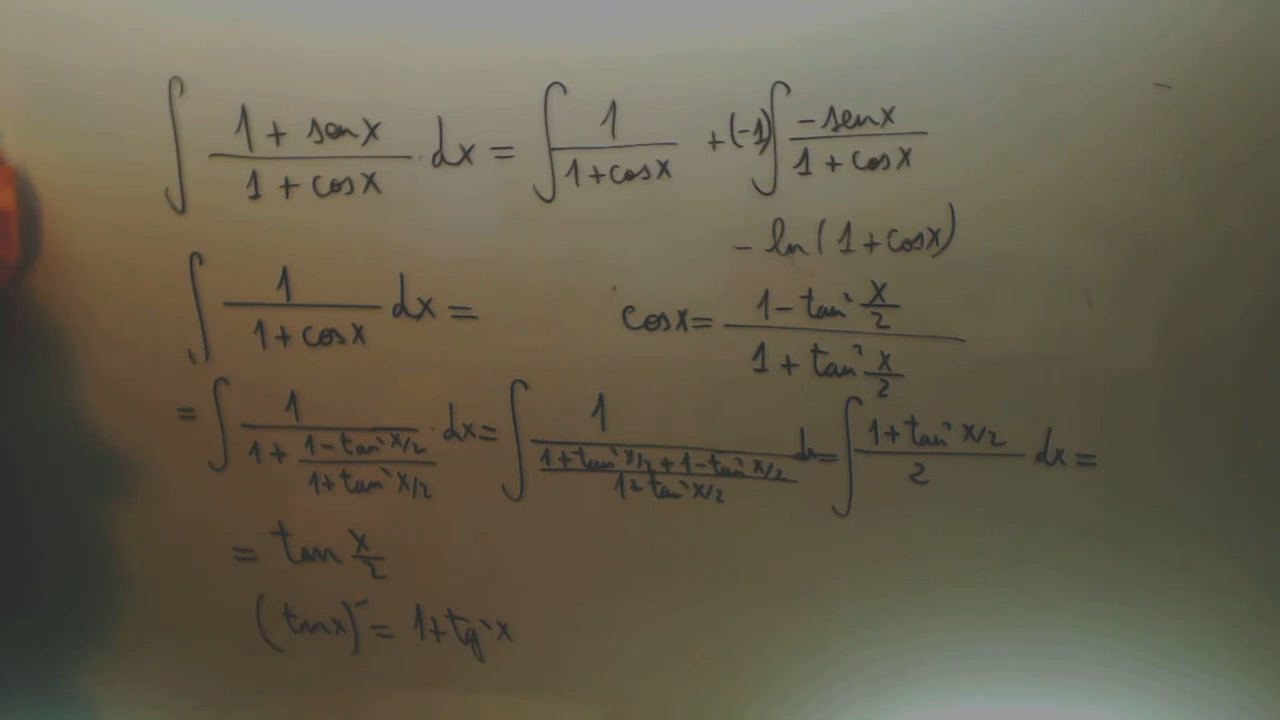 ∫ (1 + sen x)/(1 + cos x) · dx = ∫ 1/(1 + cos x) + (-1) ∫ (- sen x)/(1 + cos x)
- ln(1 + cos x)
∫ 1/(1 + cos x) dx = cos x = (1 - tan² x/2)/(1 + tan² x/2)
= ∫ 1/(1 + (1 - tan² x/2)/(1 + tan² x/2)) · dx = ∫ 1/((1 + tan² x/2 + 1 - tan² x/2)/(1 + tan² x/2)) dx = ∫ (1 + tan² x/2)/2 dx =
= tan x/2
(tan x)' = 1 + tg² x